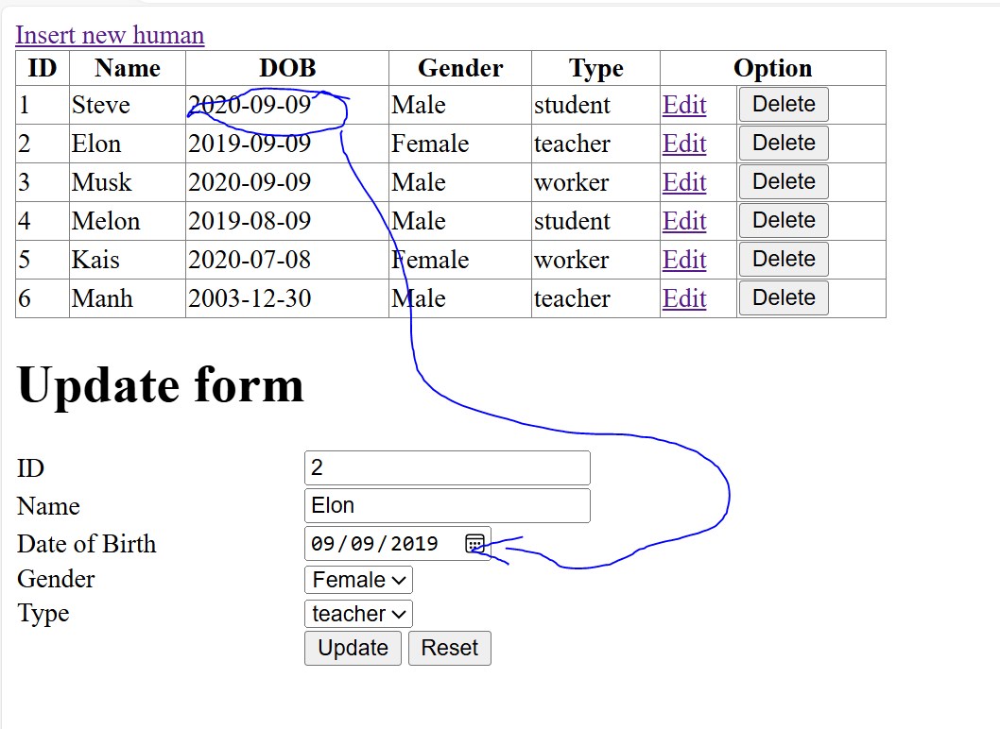 Insert new human
ID Name DOB Gender Type Option
1 Steve 2020-09-09 Male student Edit Delete
2 Elon 2019-09-09 Female teacher Edit Delete
3 Musk 2020-09-09 Male worker Edit Delete
4 Melon 2019-08-09 Male student Edit Delete
5 Kais 2020-07-08 Female worker Edit Delete
6 Manh 2003-12-30 Male teacher Edit Delete
Update form
ID 2
Name Elon
Date of Birth 09/09/2019
Gender Female
Type teacher
Update Reset